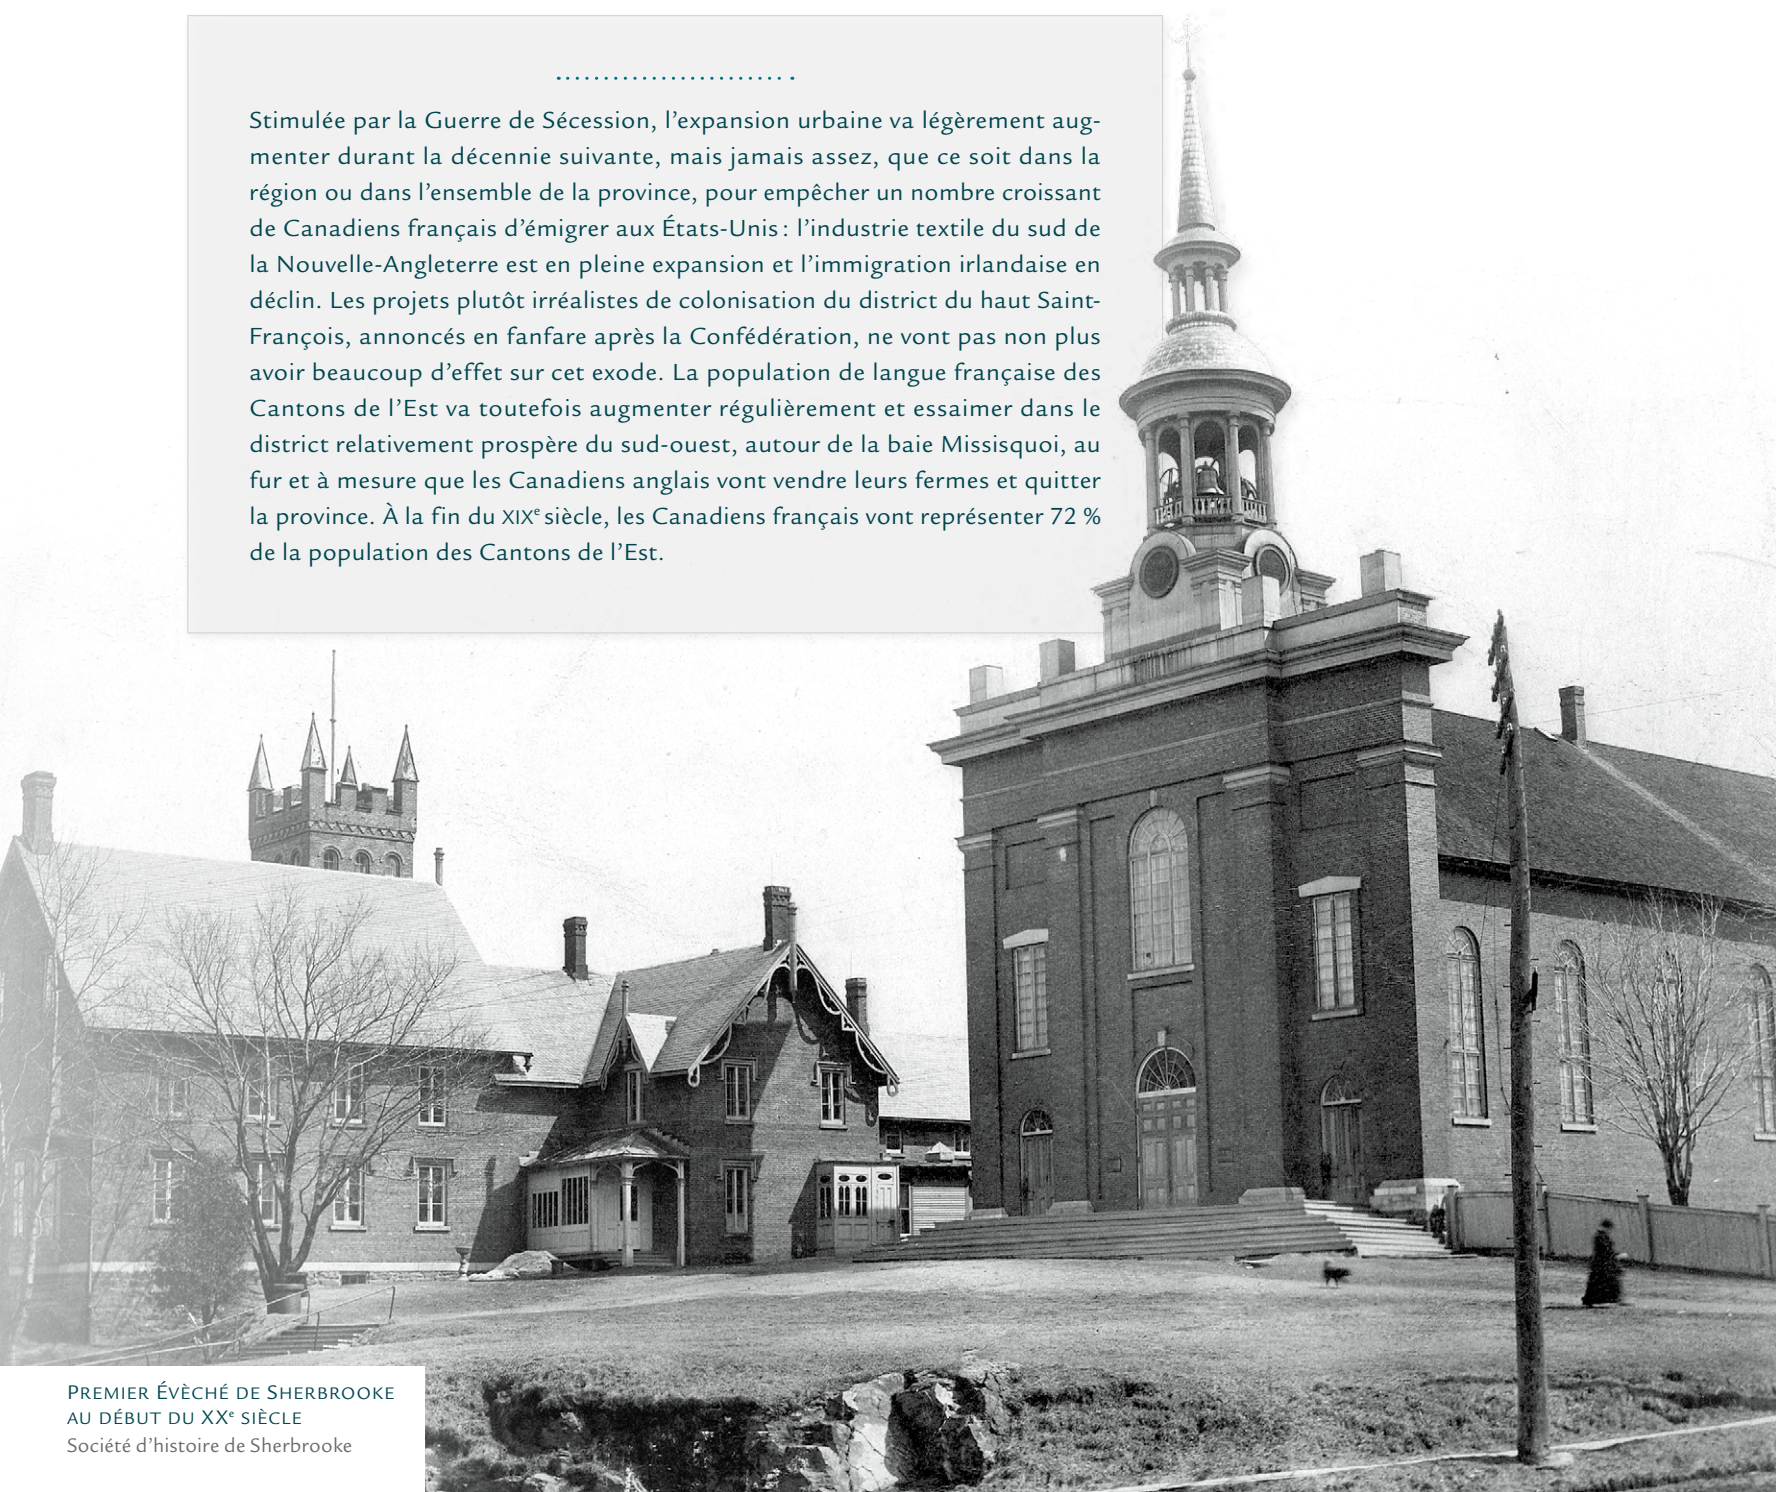 Stimulée par la Guerre de Sécession, l’expansion urbaine va légèrement aug-
menter durant la décennie suivante, mais jamais assez, que ce soit dans la
région ou dans l’ensemble de la province, pour empêcher un nombre croissant
de Canadiens français d’émigrer aux États-Unis : l’industrie textile du sud de
la Nouvelle-Angleterre est en pleine expansion et l’immigration irlandaise en
déclin. Les projets plutôt irréalistes de colonisation du district du haut Saint-
François, annoncés en fanfare après la Confédération, ne vont pas non plus
avoir beaucoup d’effet sur cet exode. La population de langue française des
Cantons de l’Est va toutefois augmenter régulièrement et essaimer dans le
district relativement prospère du sud-ouest, autour de la baie Missisquoi, au
fur et à mesure que les Canadiens anglais vont vendre leurs fermes et quitter
la province. À la fin du XIXe siècle, les Canadiens français vont représenter 72 %
de la population des Cantons de l’Est.
Premier Évèché de Sherbrooke
au début du XXe siècle
Société d’histoire de Sherbrooke